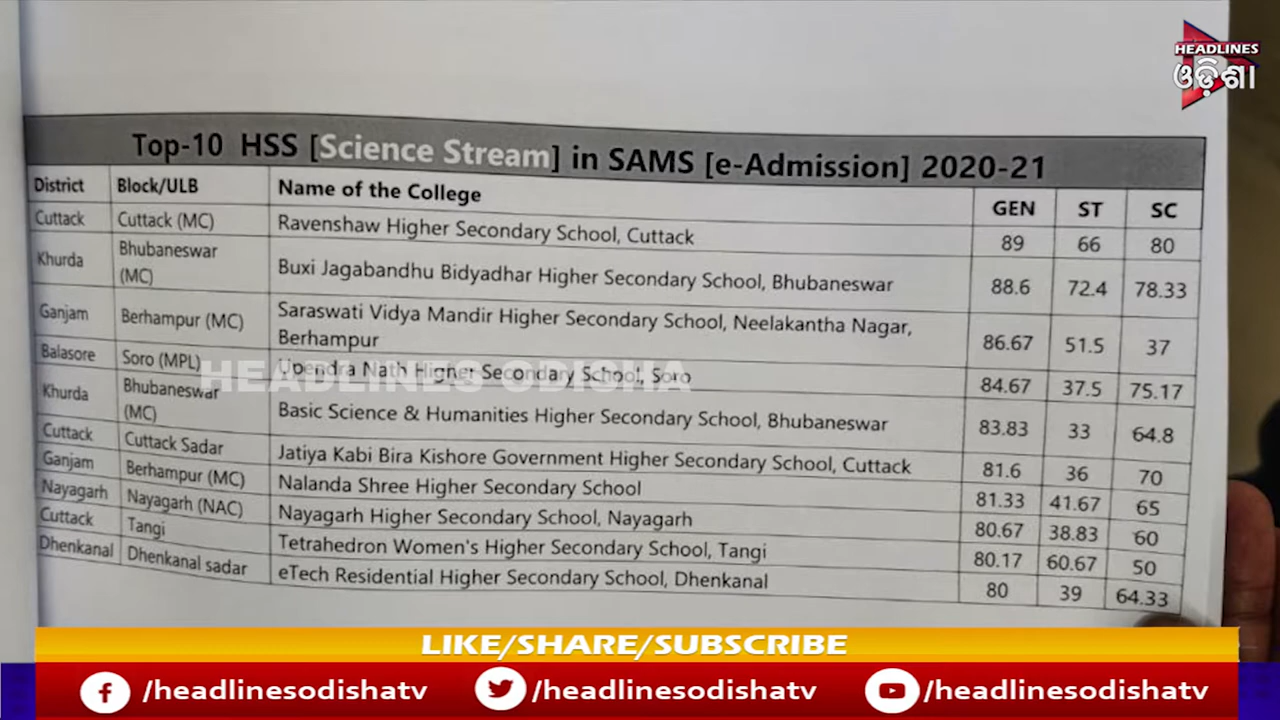 HEADLINES
ଓଡ଼ିଶା
Top-10 HSS [Science Stream] in SAMS [e-Admission] 2020-21
District Block/ULB Name of the College GEN ST SC
Cuttack Cuttack (MC) Ravenshaw Higher Secondary School, Cuttack 89 66 80
Khurda Bhubaneswar (MC) Buxi Jagabandhu Bidyadhar Higher Secondary School, Bhubaneswar 88.6 72.4 78.33
Ganjam Berhampur (MC) Saraswati Vidya Mandir Higher Secondary School, Neelakantha Nagar, Berhampur 86.67 51.5 37
Balasore Soro (MPL) Upendra Nath Higher Secondary School, Soro 84.67 37.5 75.17
HEADLINES ODISHA
Khurda Bhubaneswar (MC) Basic Science & Humanities Higher Secondary School, Bhubaneswar 83.83 33 64.8
Cuttack Cuttack Sadar Jatiya Kabi Bira Kishore Government Higher Secondary School, Cuttack 81.6 36 70
Ganjam Berhampur (MC) Nalanda Shree Higher Secondary School 81.33 41.67 65
Nayagarh Nayagarh (NAC) Nayagarh Higher Secondary School, Nayagarh 80.67 38.83 60
Cuttack Tangi Tetrahedron Women's Higher Secondary School, Tangi 80.17 60.67 50
Dhenkanal Dhenkanal sadar eTech Residential Higher Secondary School, Dhenkanal 80 39 64.33
LIKE/SHARE/SUBSCRIBE
/headlinesodishatv /headlinesodishatv /headlinesodishatv